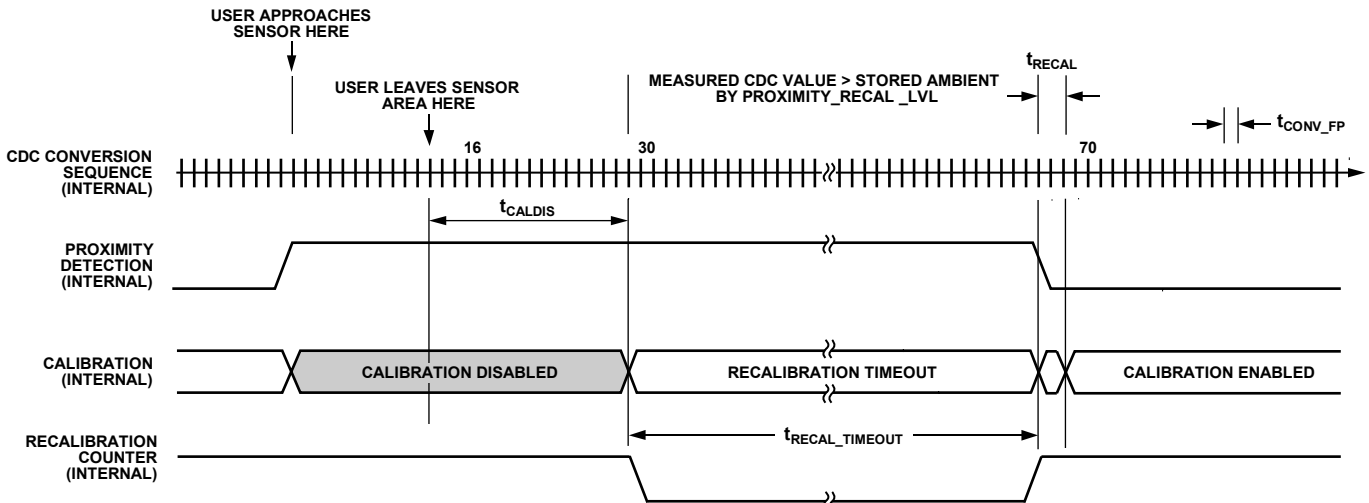 USER APPROACHES
SENSOR HERE
USER LEAVES SENSOR
AREA HERE
MEASURED CDC VALUE > STORED AMBIENT
BY PROXIMITY_RECAL _LVL
tRECAL
tCONV_FP
CDC CONVERSION
SEQUENCE
(INTERNAL)
16
30
70
tCALDIS
PROXIMITY
DETECTION
(INTERNAL)
CALIBRATION
(INTERNAL)
CALIBRATION DISABLED
RECALIBRATION TIMEOUT
CALIBRATION ENABLED
RECALIBRATION
COUNTER
(INTERNAL)
tRECAL_TIMEOUT